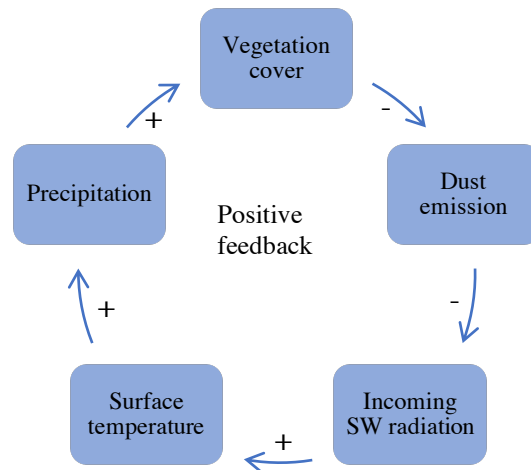 Vegetation
cover
-
Dust
emission
-
Incoming
SW radiation
+
Surface
temperature
+
Precipitation
+
Positive
feedback